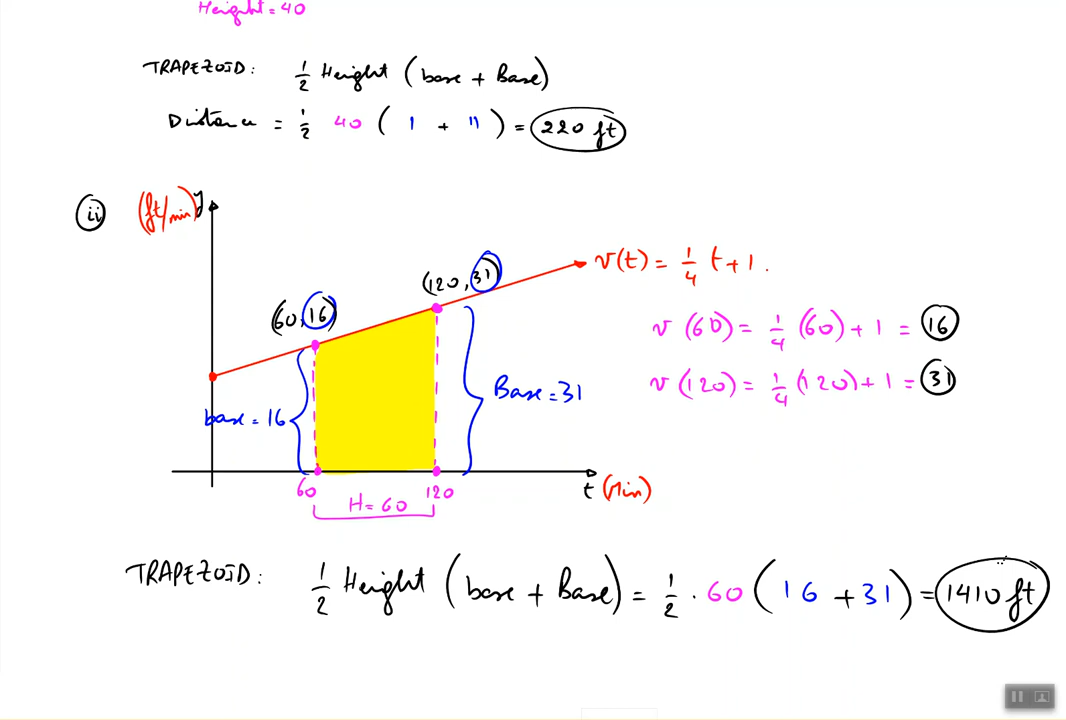 Height = 40
TRAPEZOID: 1/2 Height (base + Base)
Distance = 1/2 40 ( 1 + 11 ) = 220 ft
ii (ft/min) y
(120, 31)
v(t) = 1/4 t + 1.
(60, 16)
v(60) = 1/4 (60) + 1 = 16
v(120) = 1/4 (120) + 1 = 31
base = 16
Base = 31
60 120 t (Min)
H = 60
TRAPEZOID: 1/2 Height (base + Base) = 1/2 . 60 ( 16 + 31 ) = 1410 ft